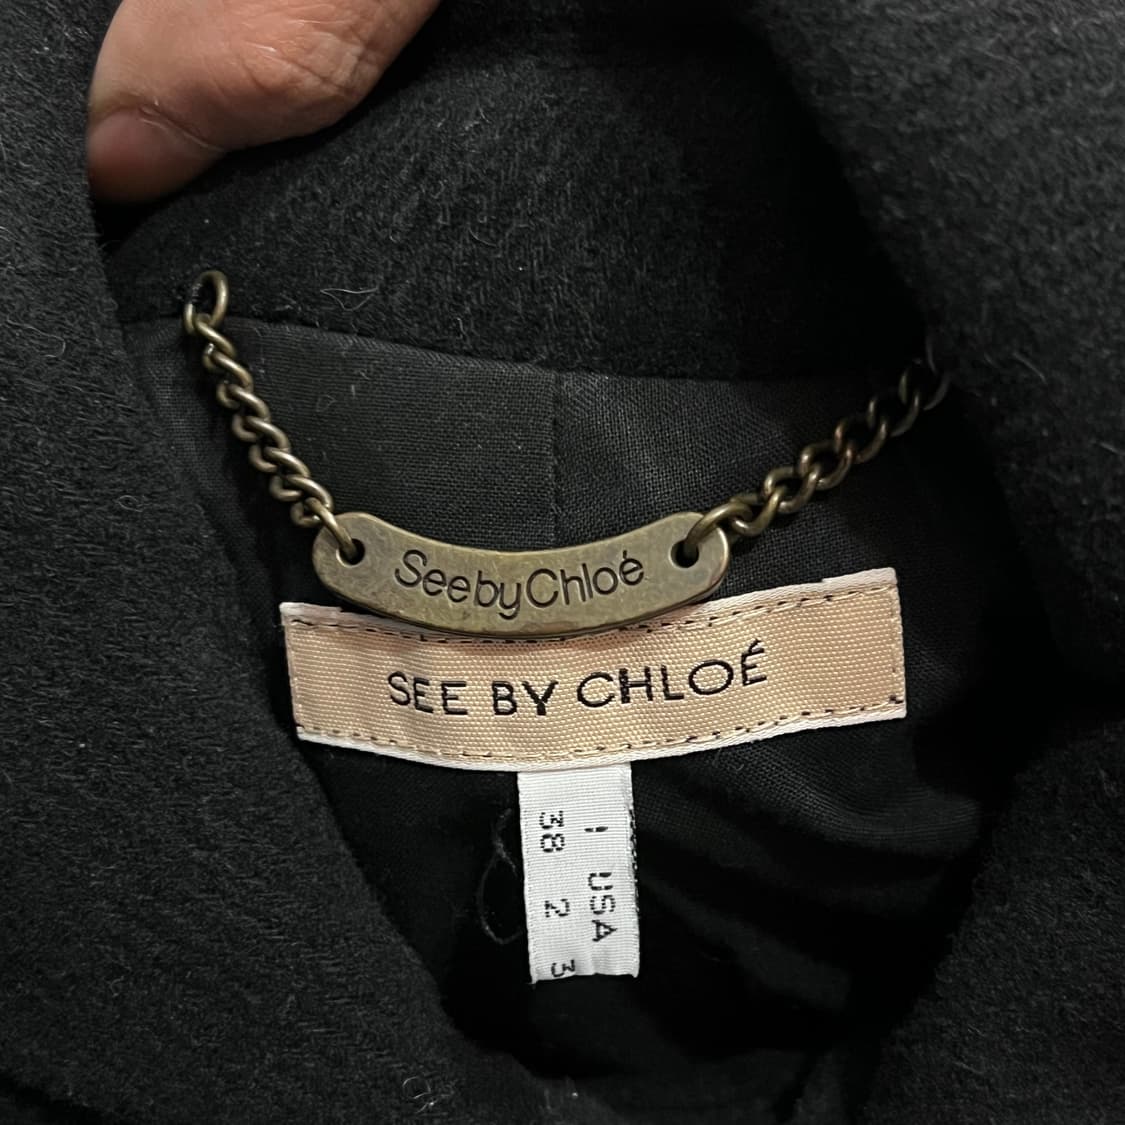 SeebyChloé
SEE BY CHLOÉ
! USA
38 2 3